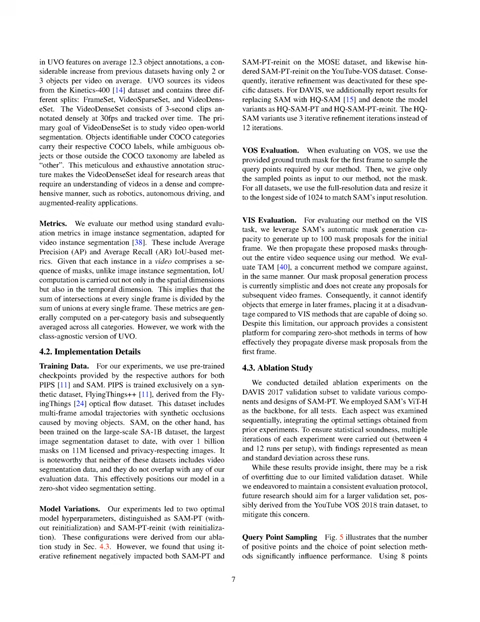 in UVO features on average 12.3 object annotations, a con-
siderable increase from previous datasets having only 2 or
3 objects per video on average. UVO sources its videos
from the Kinetics-400 [14] dataset and contains three dif-
ferent splits: FrameSet, VideoSparseSet, and VideoDens-
eSet. The VideoDenseSet consists of 3-second clips an-
notated densely at 30fps and tracked over time. The pri-
mary goal of VideoDenseSet is to study video open-world
segmentation. Objects identifiable under COCO categories
carry their respective COCO labels, while ambiguous ob-
jects or those outside the COCO taxonomy are labeled as
“other”. This meticulous and exhaustive annotation struc-
ture makes the VideoDenseSet ideal for research areas that
require an understanding of videos in a dense and compre-
hensive manner, such as robotics, autonomous driving, and
augmented-reality applications.
Metrics. We evaluate our method using standard evalu-
ation metrics in image instance segmentation, adapted for
video instance segmentation [38]. These include Average
Precision (AP) and Average Recall (AR) IoU-based met-
rics. Given that each instance in a video comprises a se-
quence of masks, unlike image instance segmentation, IoU
computation is carried out not only in the spatial dimensions
but also in the temporal dimension. This implies that the
sum of intersections at every single frame is divided by the
sum of unions at every single frame. These metrics are gen-
erally computed on a per-category basis and subsequently
averaged across all categories. However, we work with the
class-agnostic version of UVO.
4.2. Implementation Details
Training Data. For our experiments, we use pre-trained
checkpoints provided by the respective authors for both
PIPS [11] and SAM. PIPS is trained exclusively on a syn-
thetic dataset, FlyingThings++ [11], derived from the Fly-
ingThings [24] optical flow dataset. This dataset includes
multi-frame amodal trajectories with synthetic occlusions
caused by moving objects. SAM, on the other hand, has
been trained on the large-scale SA-1B dataset, the largest
image segmentation dataset to date, with over 1 billion
masks on 11M licensed and privacy-respecting images. It
is noteworthy that neither of these datasets includes video
segmentation data, and they do not overlap with any of our
evaluation data. This effectively positions our model in a
zero-shot video segmentation setting.
Model Variations. Our experiments led to two optimal
model hyperparameters, distinguished as SAM-PT (with-
out reinitialization) and SAM-PT-reinit (with reinitializa-
tion). These configurations were derived from our abla-
tion study in Sec. 4.3. However, we found that using it-
erative refinement negatively impacted both SAM-PT and
SAM-PT-reinit on the MOSE dataset, and likewise hin-
dered SAM-PT-reinit on the YouTube-VOS dataset. Conse-
quently, iterative refinement was deactivated for these spe-
cific datasets. For DAVIS, we additionally report results for
replacing SAM with HQ-SAM [15] and denote the model
variants as HQ-SAM-PT and HQ-SAM-PT-reinit. The HQ-
SAM variants use 3 iterative refinement iterations instead of
12 iterations.
VOS Evaluation. When evaluating on VOS, we use the
provided ground truth mask for the first frame to sample the
query points required by our method. Then, we give only
the sampled points as input to our method, not the mask.
For all datasets, we use the full-resolution data and resize it
to the longest side of 1024 to match SAM's input resolution.
VIS Evaluation. For evaluating our method on the VIS
task, we leverage SAM's automatic mask generation ca-
pacity to generate up to 100 mask proposals for the initial
frame. We then propagate these proposed masks through-
out the entire video sequence using our method. We eval-
uate TAM [40], a concurrent method we compare against,
in the same manner. Our mask proposal generation process
is currently simplistic and does not create any proposals for
subsequent video frames. Consequently, it cannot identify
objects that emerge in later frames, placing it at a disadvan-
tage compared to VIS methods that are capable of doing so.
Despite this limitation, our approach provides a consistent
platform for comparing zero-shot methods in terms of how
effectively they propagate diverse mask proposals from the
first frame.
4.3. Ablation Study
We conducted detailed ablation experiments on the
DAVIS 2017 validation subset to validate various compo-
nents and designs of SAM-PT. We employed SAM's ViT-H
as the backbone, for all tests. Each aspect was examined
sequentially, integrating the optimal settings obtained from
prior experiments. To ensure statistical soundness, multiple
iterations of each experiment were carried out (between 4
and 12 runs per setup), with findings represented as mean
and standard deviation across these runs.
While these results provide insight, there may be a risk
of overfitting due to our limited validation dataset. While
we endeavored to maintain a consistent evaluation protocol,
future research should aim for a larger validation set, pos-
sibly derived from the YouTube VOS 2018 train dataset, to
mitigate this concern.
Query Point Sampling Fig. 5 illustrates that the number
of positive points and the choice of point selection meth-
ods significantly influence performance. Using 8 points
7